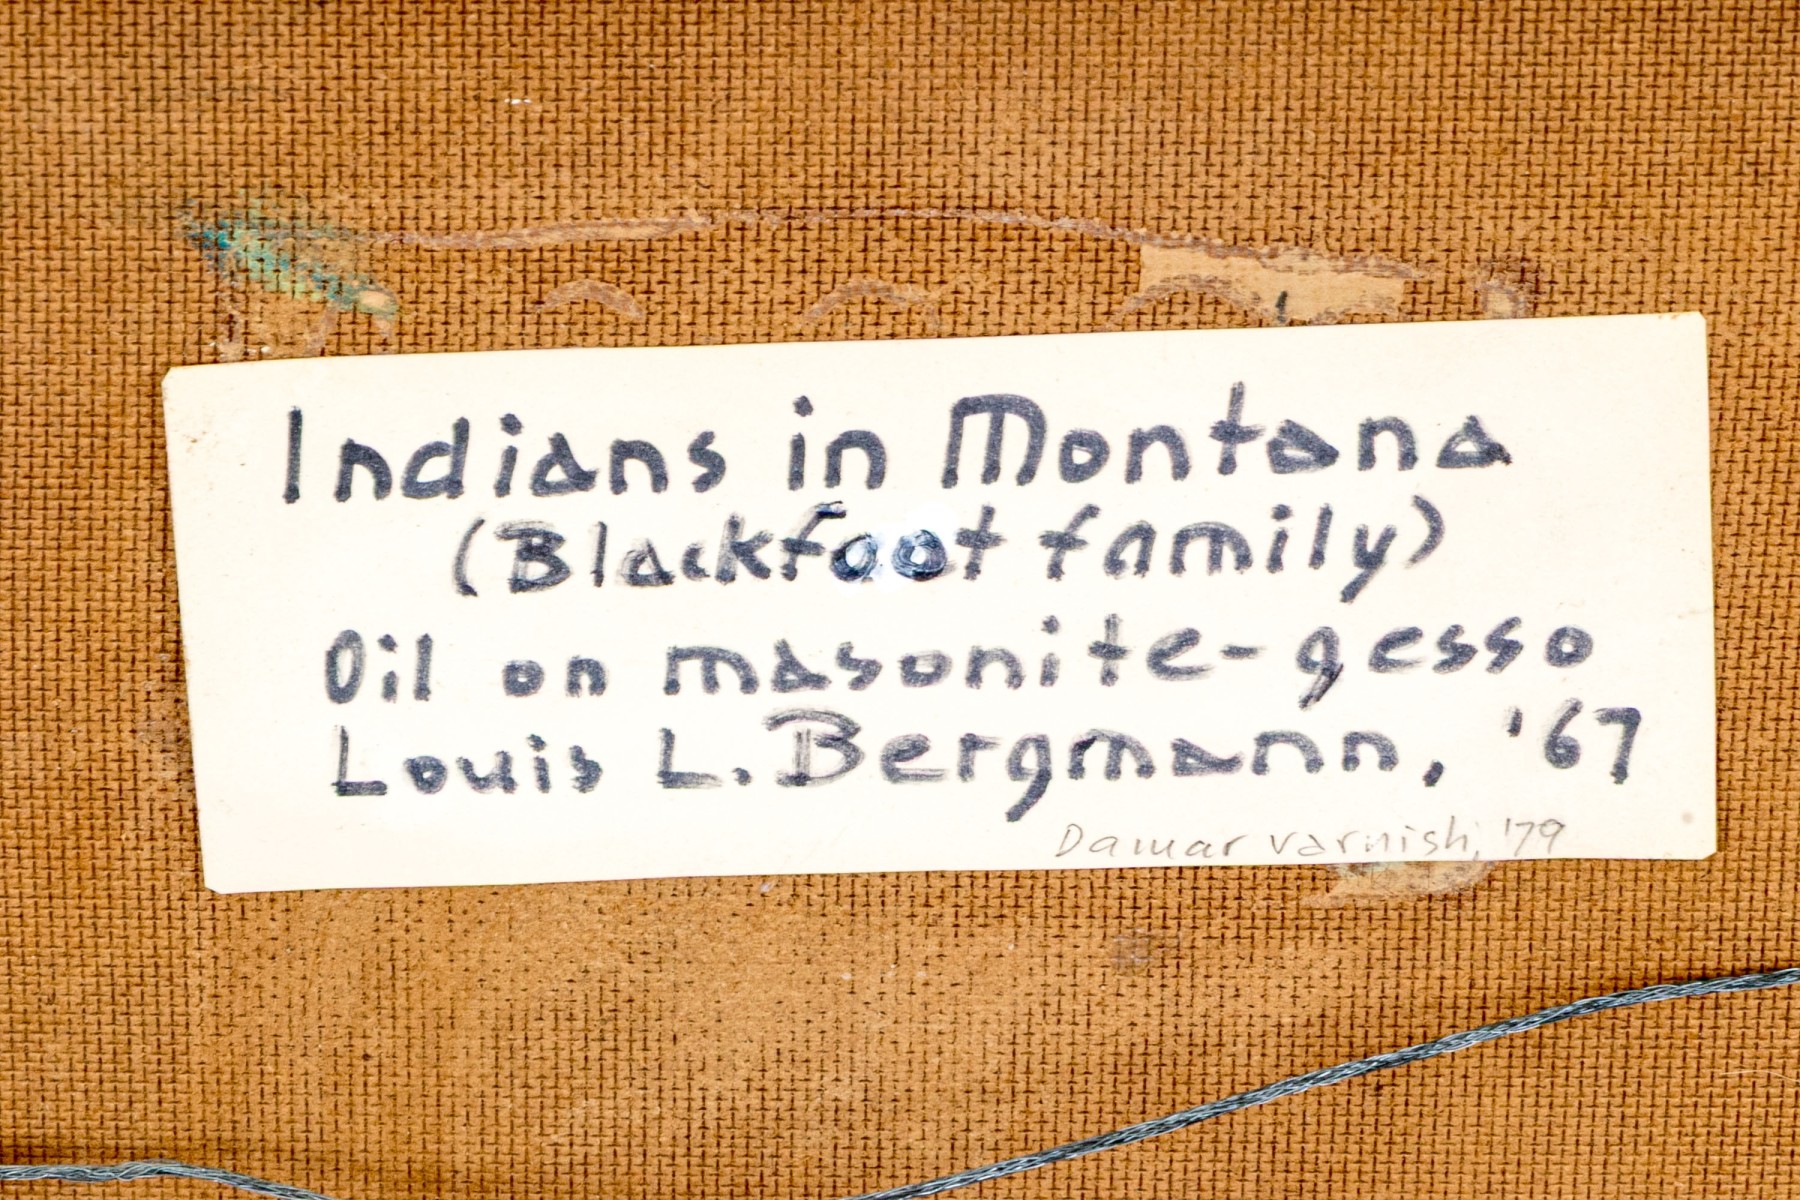 Indians in Montana
(Blackfoot family)
Oil on masonite-gesso
Louis L. Bergmann, '67
Damar varnish, '79